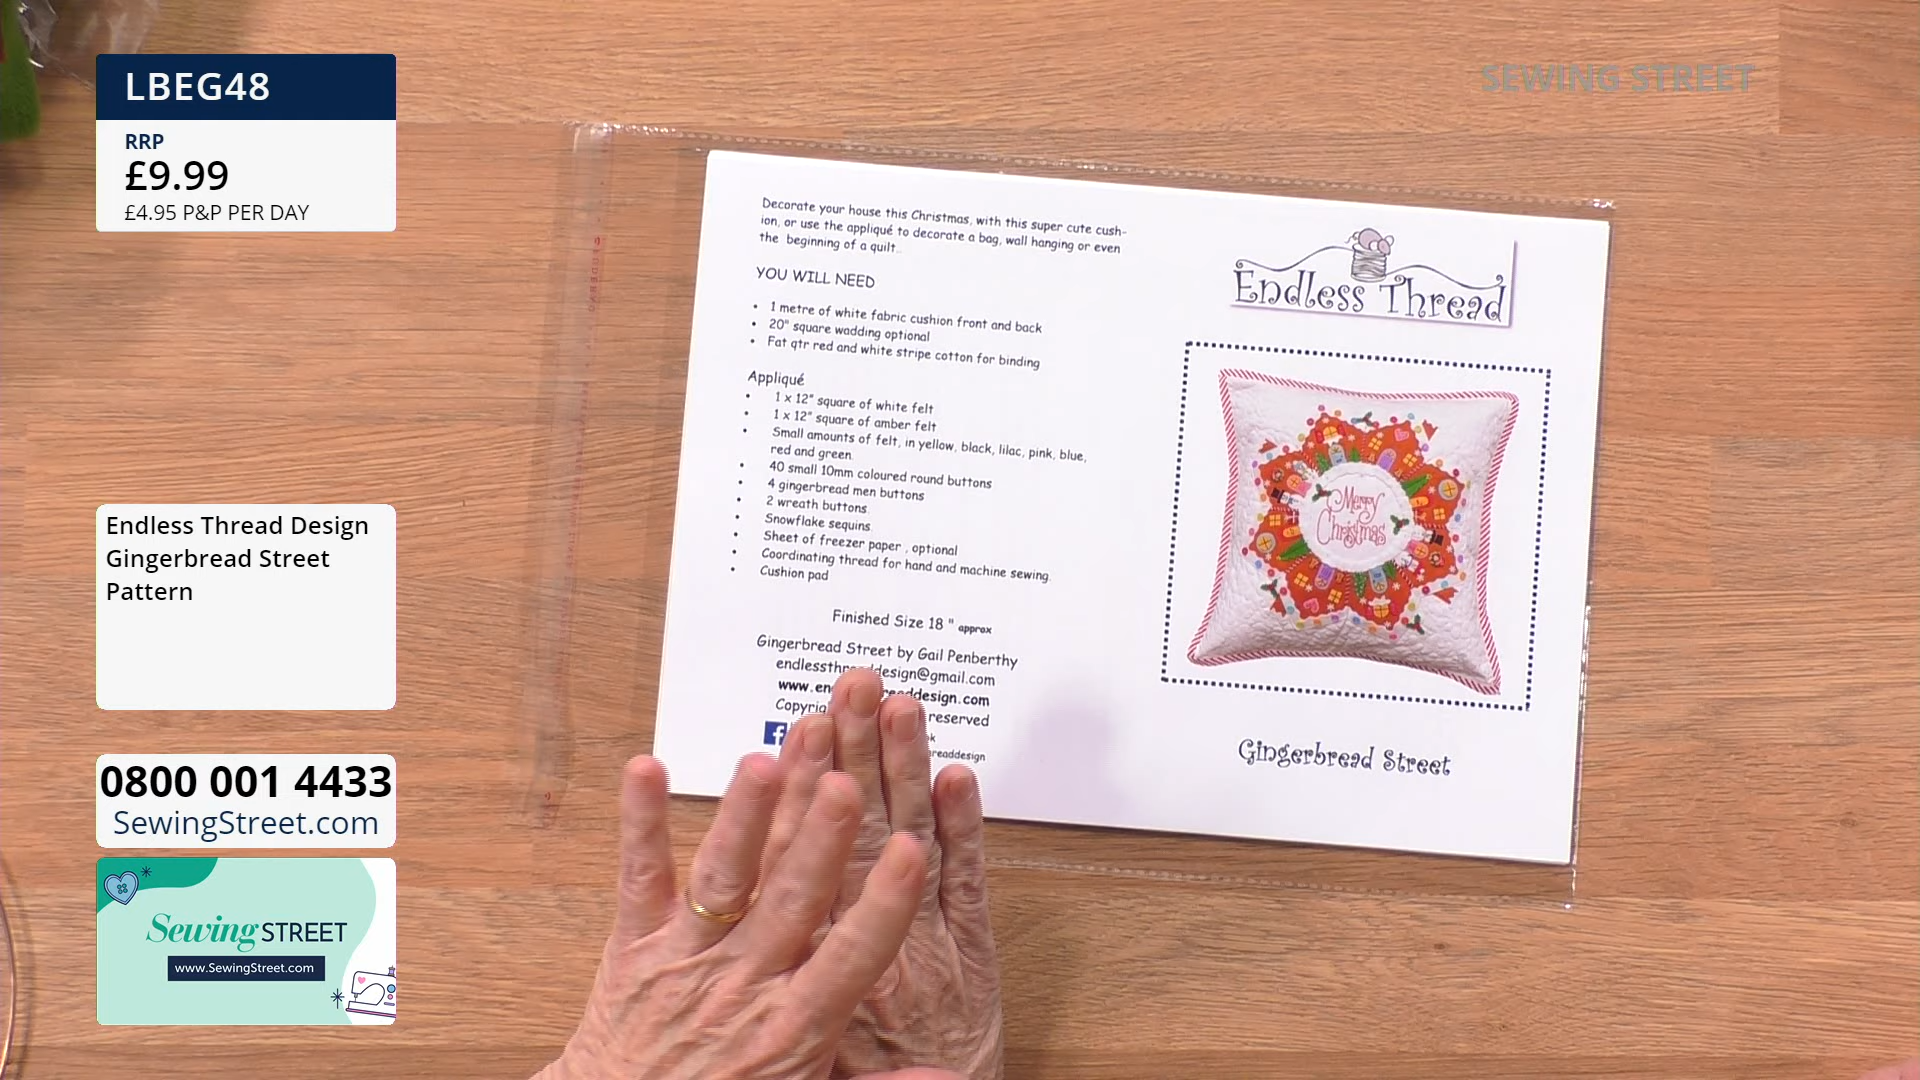 LBEG48
RRP
£9.99
£4.95 P&P PER DAY
Endless Thread Design
Gingerbread Street
Pattern
0800 001 4433
SewingStreet.com
Sewing STREET
www.SewingStreet.com
SEWING STREET
Decorate your house this Christmas, with this super cute cush-
ion, or use the appliqué to decorate a bag, wall hanging or even
the beginning of a quilt..
YOU WILL NEED
• 1 metre of white fabric cushion front and back
• 20" square wadding optional
• Fat qtr red and white stripe cotton for binding
Appliqué
• 1 x 12" square of white felt
• 1 x 12" square of amber felt
• Small amounts of felt, in yellow, black, lilac, pink, blue,
red and green.
• 40 small 10mm coloured round buttons
• 4 gingerbread men buttons
• 2 wreath buttons.
• Snowflake sequins.
• Sheet of freezer paper , optional
• Coordinating thread for hand and machine sewing.
• Cushion pad
Finished Size 18 " approx
Gingerbread Street by Gail Penberthy
design@gmail.com
design.com
reserved
Endless Thread
Merry
Christmas
Gingerbread Street